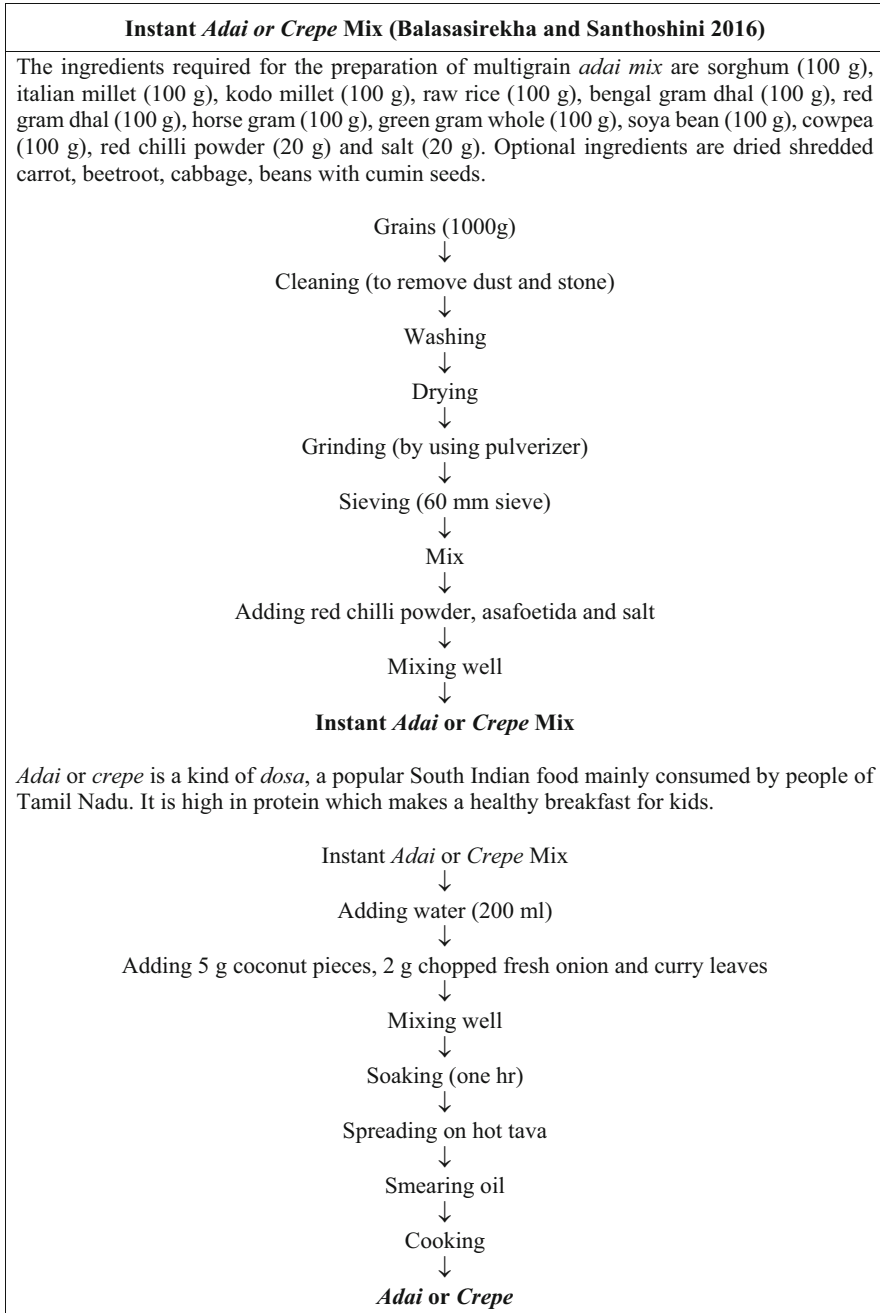 Instant Adai or Crepe Mix (Balasasirekha and Santhoshini 2016)
The ingredients required for the preparation of multigrain adai mix are sorghum (100 g),
italian millet (100 g), kodo millet (100 g), raw rice (100 g), bengal gram dhal (100 g), red
gram dhal (100 g), horse gram (100 g), green gram whole (100 g), soya bean (100 g), cowpea
(100 g), red chilli powder (20 g) and salt (20 g). Optional ingredients are dried shredded
carrot, beetroot, cabbage, beans with cumin seeds.
Grains (1000g)
↓
Cleaning (to remove dust and stone)
↓
Washing
↓
Drying
↓
Grinding (by using pulverizer)
↓
Sieving (60 mm sieve)
↓
Mix
↓
Adding red chilli powder, asafoetida and salt
↓
Mixing well
↓
Instant Adai or Crepe Mix
Adai or crepe is a kind of dosa, a popular South Indian food mainly consumed by people of
Tamil Nadu. It is high in protein which makes a healthy breakfast for kids.
Instant Adai or Crepe Mix
↓
Adding water (200 ml)
↓
Adding 5 g coconut pieces, 2 g chopped fresh onion and curry leaves
↓
Mixing well
↓
Soaking (one hr)
↓
Spreading on hot tava
↓
Smearing oil
↓
Cooking
↓
Adai or Crepe